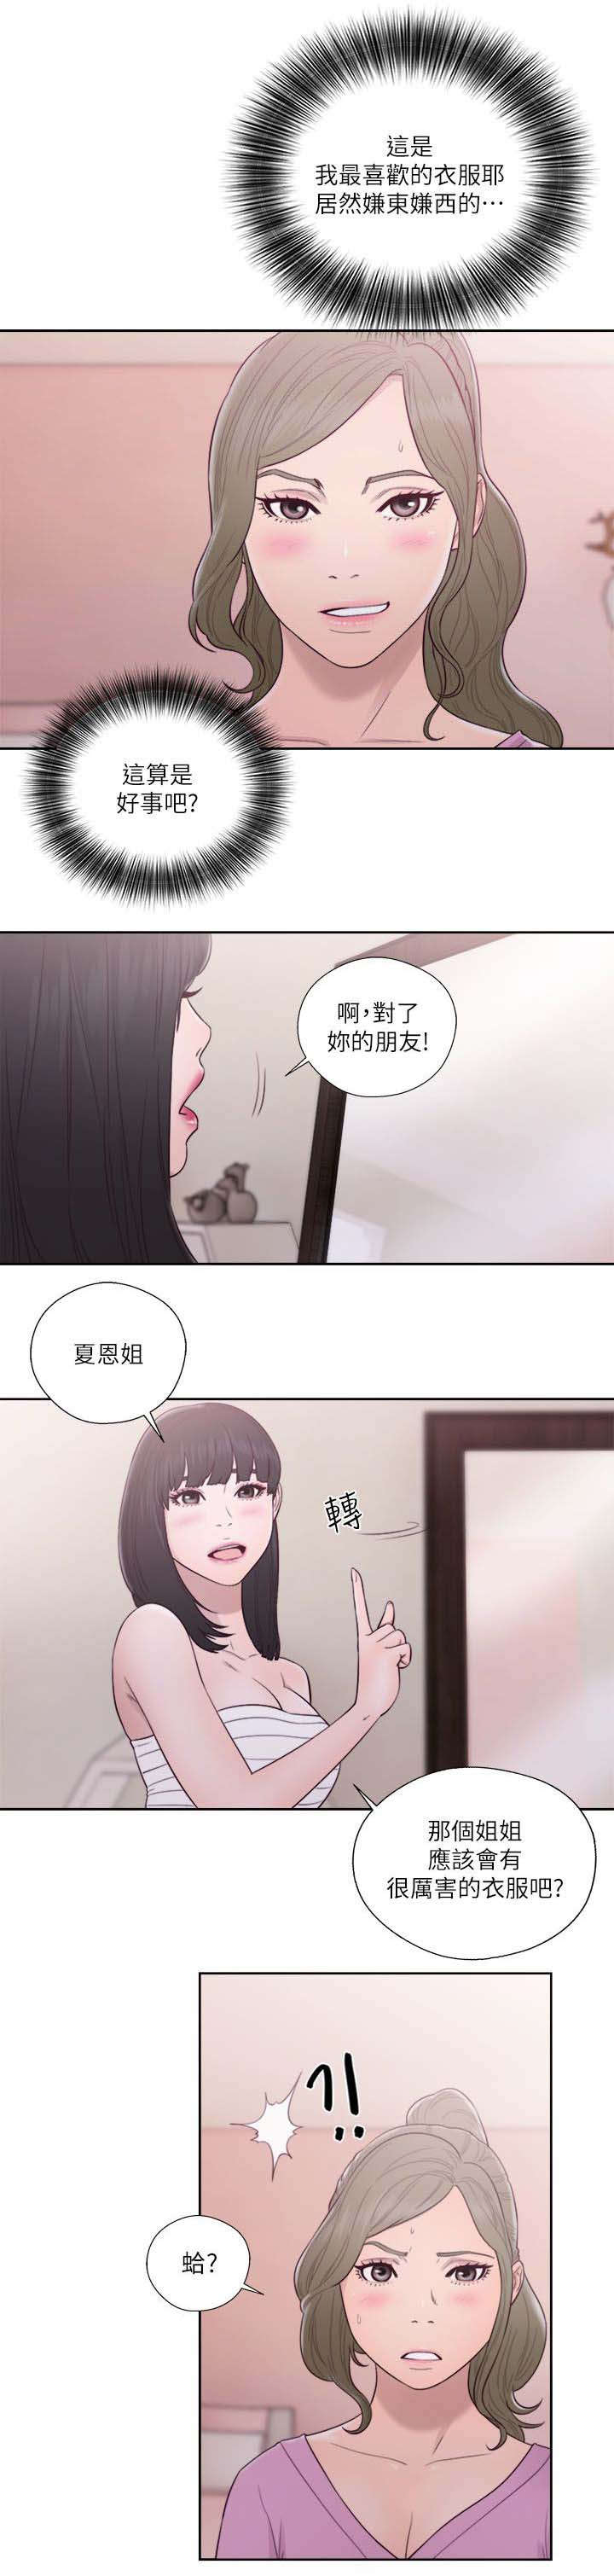 這是
我最喜歡的衣服耶
居然嫌東嫌西的…
這算是
好事吧?
啊,對了
妳的朋友!
夏恩姐
轉
那個姐姐
應該會有
很厲害的衣服吧?
?!
蛤?